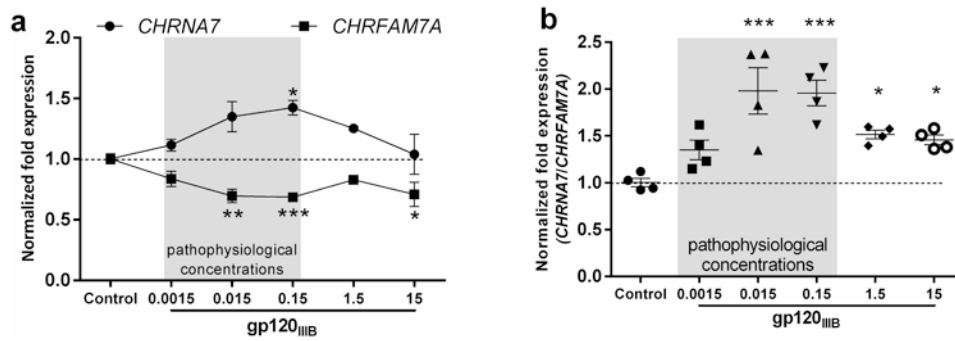 a
CHRNA7 CHRFAM7A
Normalized fold expression
2.0
1.5
1.0
0.5
0.0
*
** *** *
pathophysiological
concentrations
Control 0.0015 0.015 0.15 1.5 15
gp120IIIB
b
Normalized fold expression
(CHRNA7/CHRFAM7A)
2.5
2.0
1.5
1.0
0.5
0.0
*** ***
* *
pathophysiological
concentrations
Control 0.0015 0.015 0.15 1.5 15
gp120IIIB